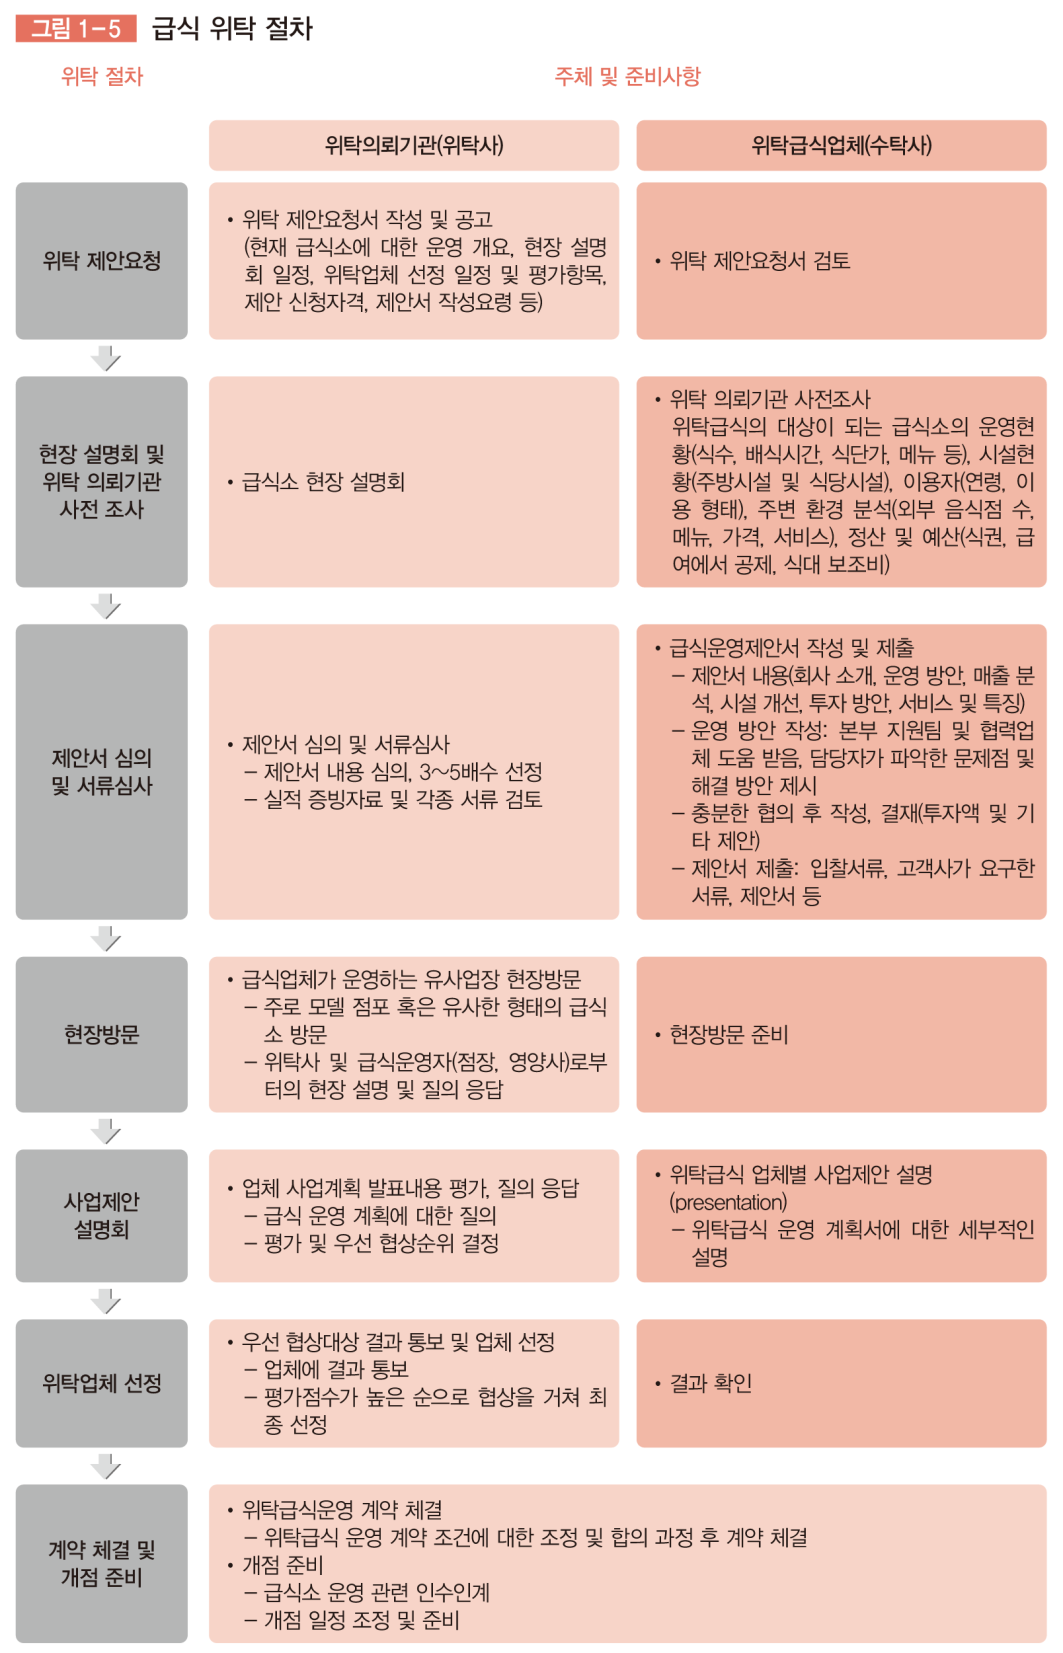 그림 1-5 급식 위탁 절차
위탁 절차
주체 및 준비사항
위탁의뢰기관(위탁사)
위탁급식업체(수탁사)
위탁 제안요청
• 위탁 제안요청서 작성 및 공고
(현재 급식소에 대한 운영 개요, 현장 설명
회 일정, 위탁업체 선정 일정 및 평가항목,
제안 신청자격, 제안서 작성요령 등)
• 위탁 제안요청서 검토
현장 설명회 및
위탁 의뢰기관
사전 조사
• 급식소 현장 설명회
• 위탁 의뢰기관 사전조사
위탁급식의 대상이 되는 급식소의 운영현
황(식수, 배식시간, 식단가, 메뉴 등), 시설현
황(주방시설 및 식당시설), 이용자(연령, 이
용 형태), 주변 환경 분석(외부 음식점 수,
메뉴, 가격, 서비스), 정산 및 예산(식권, 급
여에서 공제, 식대 보조비)
제안서 심의
및 서류심사
• 제안서 심의 및 서류심사
– 제안서 내용 심의, 3~5배수 선정
– 실적 증빙자료 및 각종 서류 검토
• 급식운영제안서 작성 및 제출
– 제안서 내용(회사 소개, 운영 방안, 매출 분
석, 시설 개선, 투자 방안, 서비스 및 특징)
– 운영 방안 작성: 본부 지원팀 및 협력업
체 도움 받음, 담당자가 파악한 문제점 및
해결 방안 제시
– 충분한 협의 후 작성, 결재(투자액 및 기
타 제안)
– 제안서 제출: 입찰서류, 고객사가 요구한
서류, 제안서 등
현장방문
• 급식업체가 운영하는 유사업장 현장방문
– 주로 모델 점포 혹은 유사한 형태의 급식
소 방문
– 위탁사 및 급식운영자(점장, 영양사)로부
터의 현장 설명 및 질의 응답
• 현장방문 준비
사업제안
설명회
• 업체 사업계획 발표내용 평가, 질의 응답
– 급식 운영 계획에 대한 질의
– 평가 및 우선 협상순위 결정
• 위탁급식 업체별 사업제안 설명
(presentation)
– 위탁급식 운영 계획서에 대한 세부적인
설명
위탁업체 선정
• 우선 협상대상 결과 통보 및 업체 선정
– 업체에 결과 통보
– 평가점수가 높은 순으로 협상을 거쳐 최
종 선정
• 결과 확인
계약 체결 및
개점 준비
• 위탁급식운영 계약 체결
– 위탁급식 운영 계약 조건에 대한 조정 및 합의 과정 후 계약 체결
• 개점 준비
– 급식소 운영 관련 인수인계
– 개점 일정 조정 및 준비